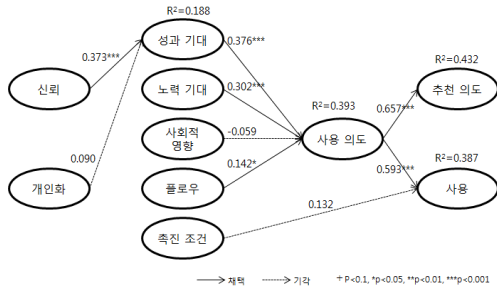 R²=0.188
성과 기대
0.376***
0.373***
신뢰
노력 기대
0.302***
R²=0.432
추천 의도
R²=0.393
0.657***
사회적
영향
-0.059
사용 의도
0.090
0.142*
0.593***
R²=0.387
개인화
플로우
사용
0.132
촉진 조건
채택
기각
+ P<0.1, *p<0.05, **p<0.01, ***p<0.001